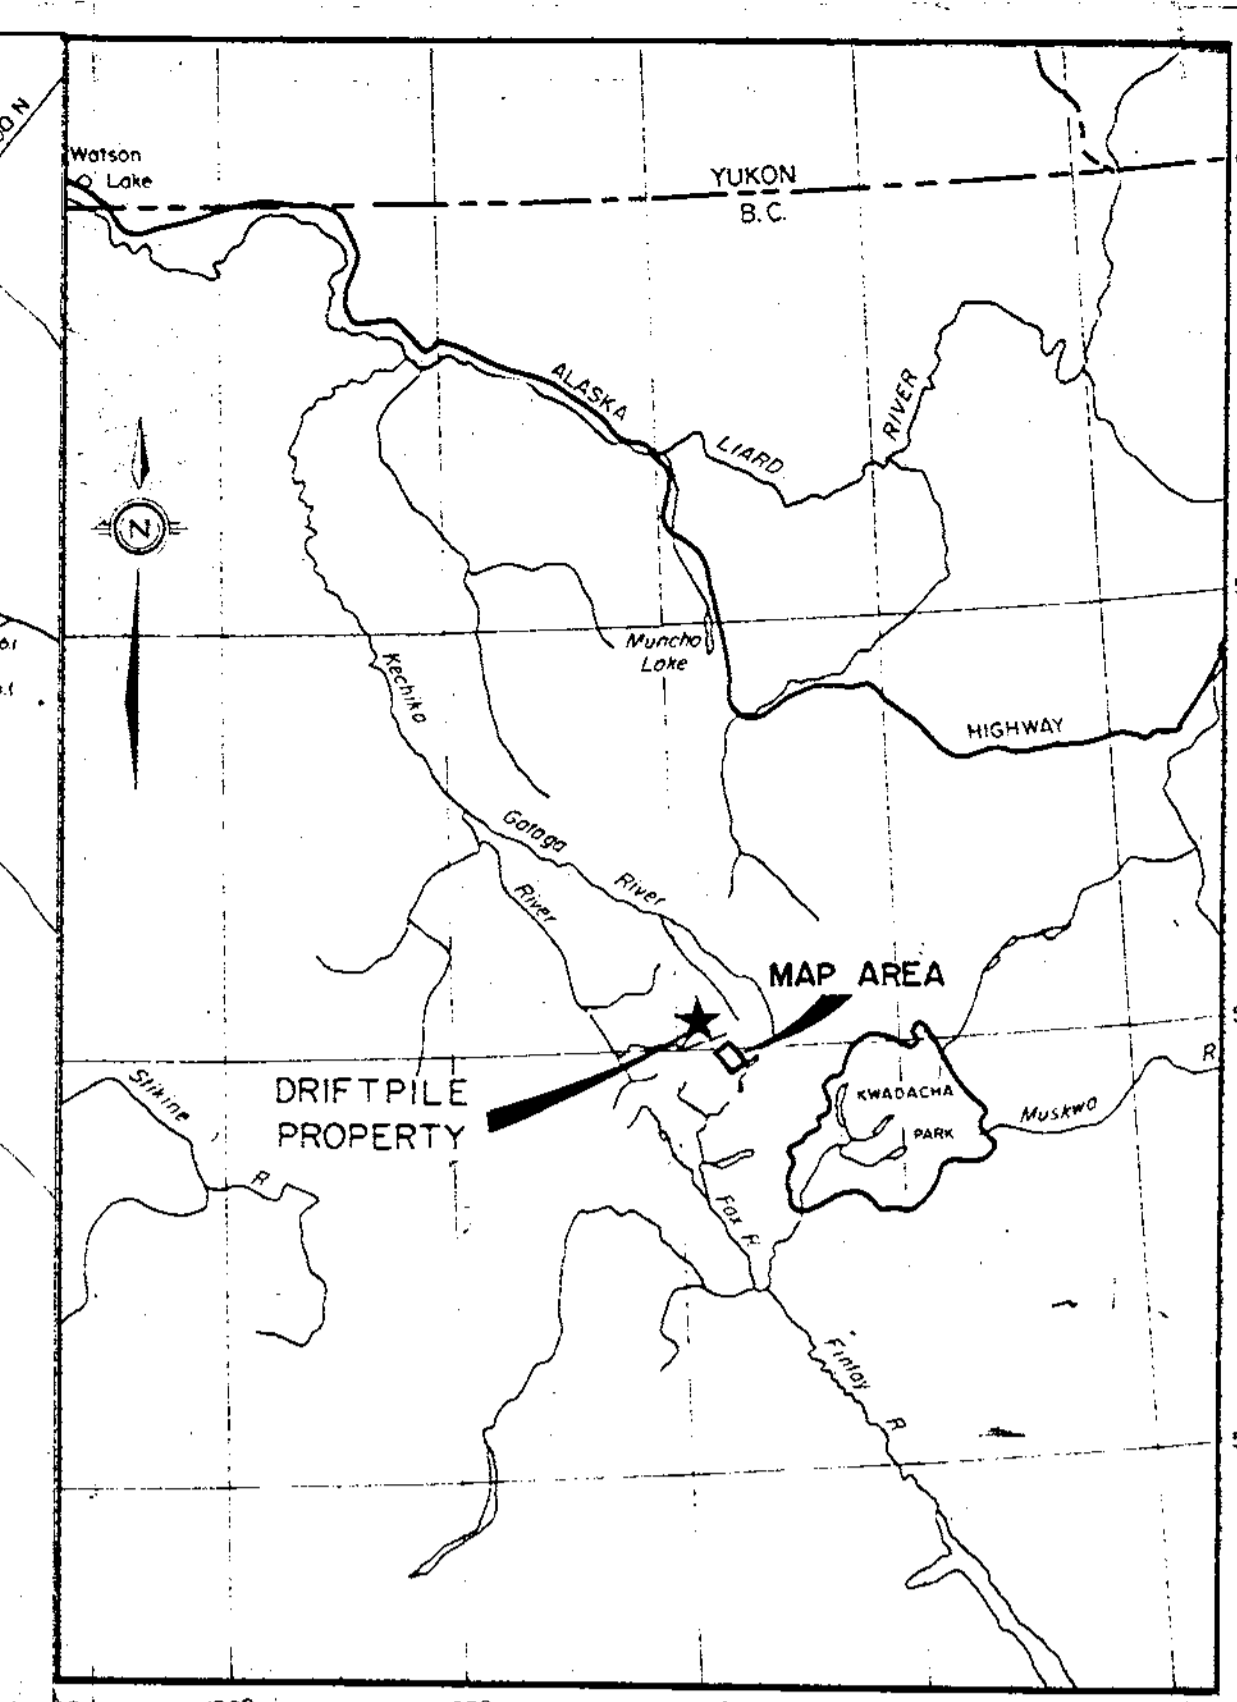 00 N
Watson
Lake
YUKON
B.C.
ALASKA
LIARD
RIVER
N
Muncho
Lake
Kechika
HIGHWAY
Gataga
River
River
MAP AREA
DRIFTPILE
PROPERTY
KWADACHA
PARK
Muskwa
R
Stikine
R
Fox R.
Finlay
R